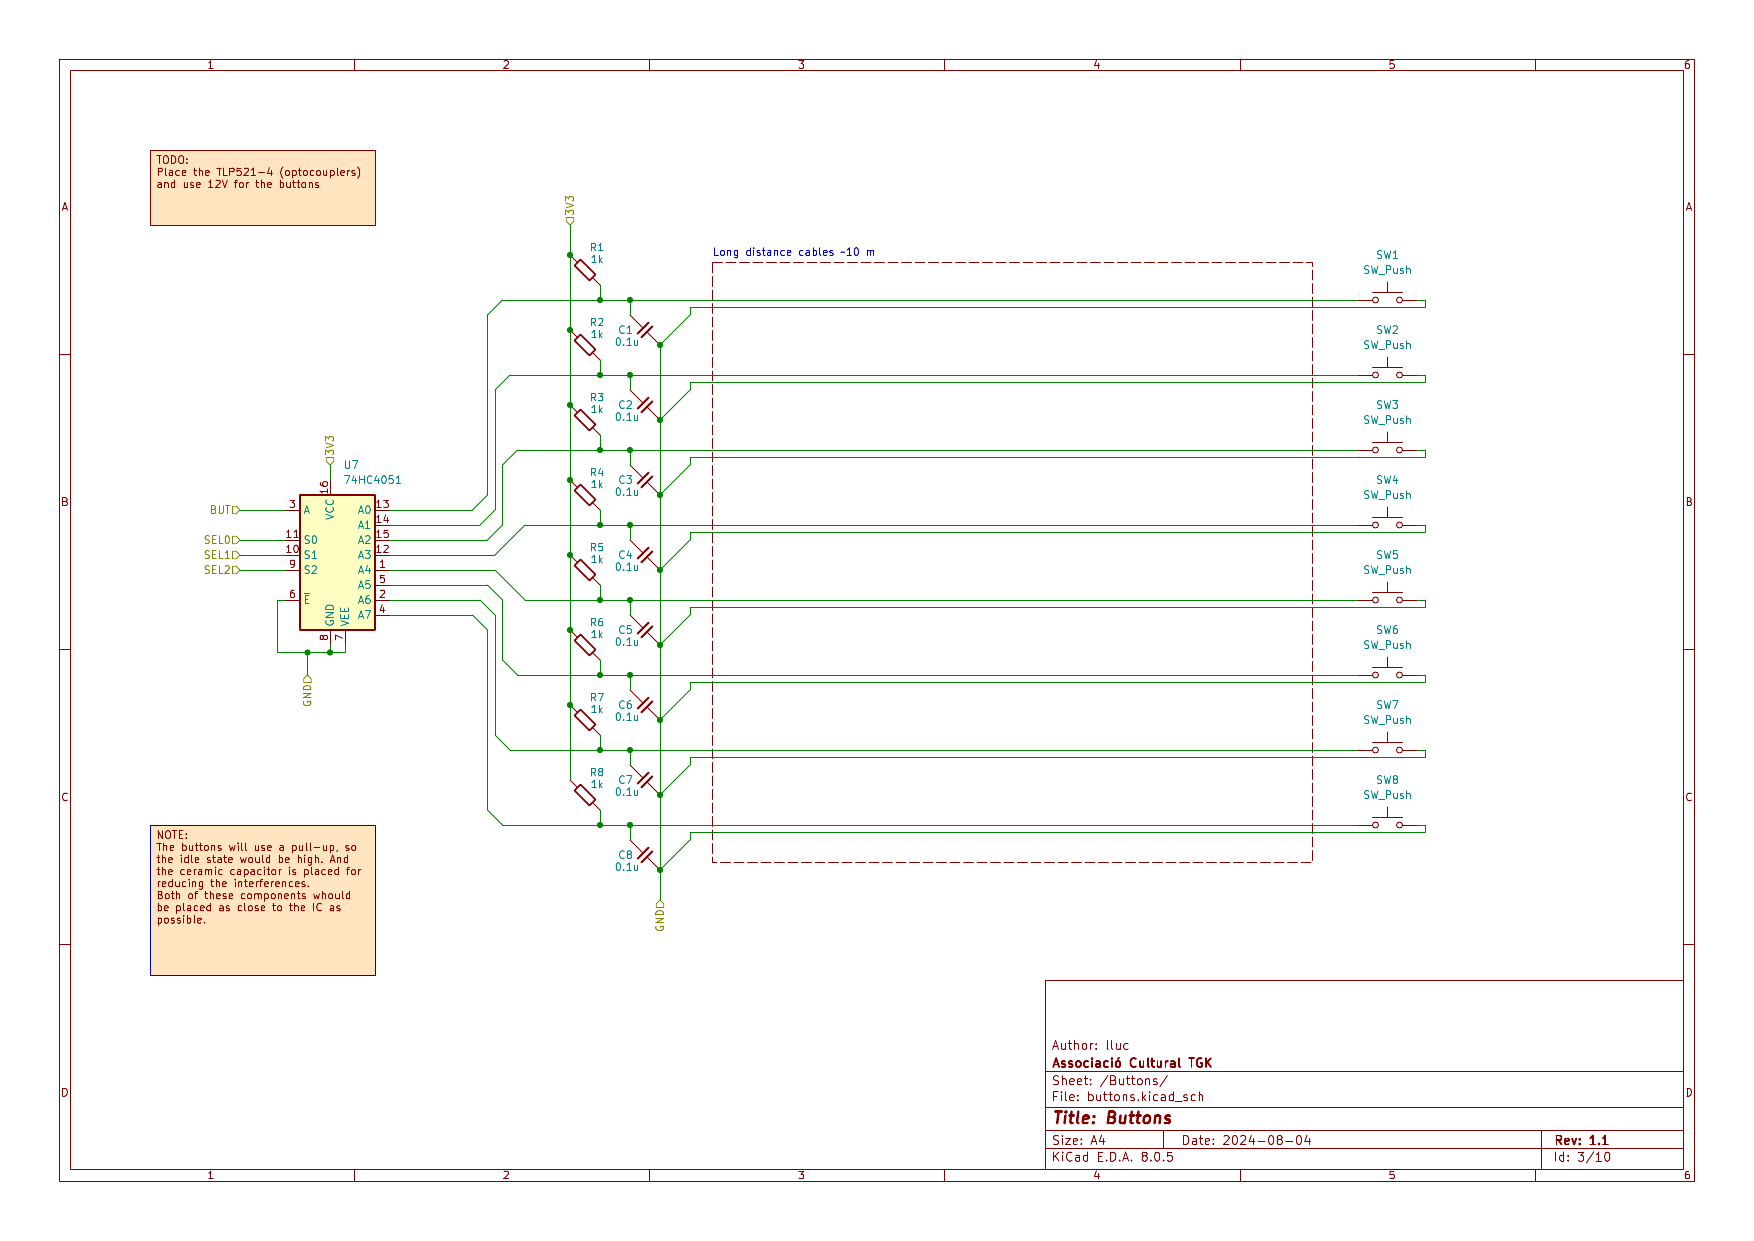 1 2 3 4 5 6
TODO:
Place the TLP521-4 (optocouplers)
and use 12V for the buttons
A A
3V3
R1
1k
Long distance cables ~10 m
SW1
SW_Push
R2
1k
C1
0.1u
SW2
SW_Push
R3
1k
C2
0.1u
SW3
SW_Push
3V3
U7
74HC4051
R4
1k
C3
0.1u
SW4
SW_Push
B B
16
VCC
BUT 3 A A0 13
A1 14
SEL0 11 S0 A2 15
SEL1 10 S1 A3 12
SEL2 9 S2 A4 1
A5 5
6 E A6 2
A7 4
GND VEE
8 7
GND
R5
1k
C4
0.1u
SW5
SW_Push
R6
1k
C5
0.1u
SW6
SW_Push
R7
1k
C6
0.1u
SW7
SW_Push
R8
1k
C7
0.1u
SW8
SW_Push
C C
C8
0.1u
GND
NOTE:
The buttons will use a pull-up, so
the idle state would be high. And
the ceramic capacitor is placed for
reducing the interferences.
Both of these components whould
be placed as close to the IC as
possible.
Author: lluc
Associació Cultural TGK
Sheet: /Buttons/
File: buttons.kicad_sch
D D
Title: Buttons
Size: A4 Date: 2024-08-04 Rev: 1.1
KiCad E.D.A. 8.0.5 Id: 3/10
1 2 3 4 5 6